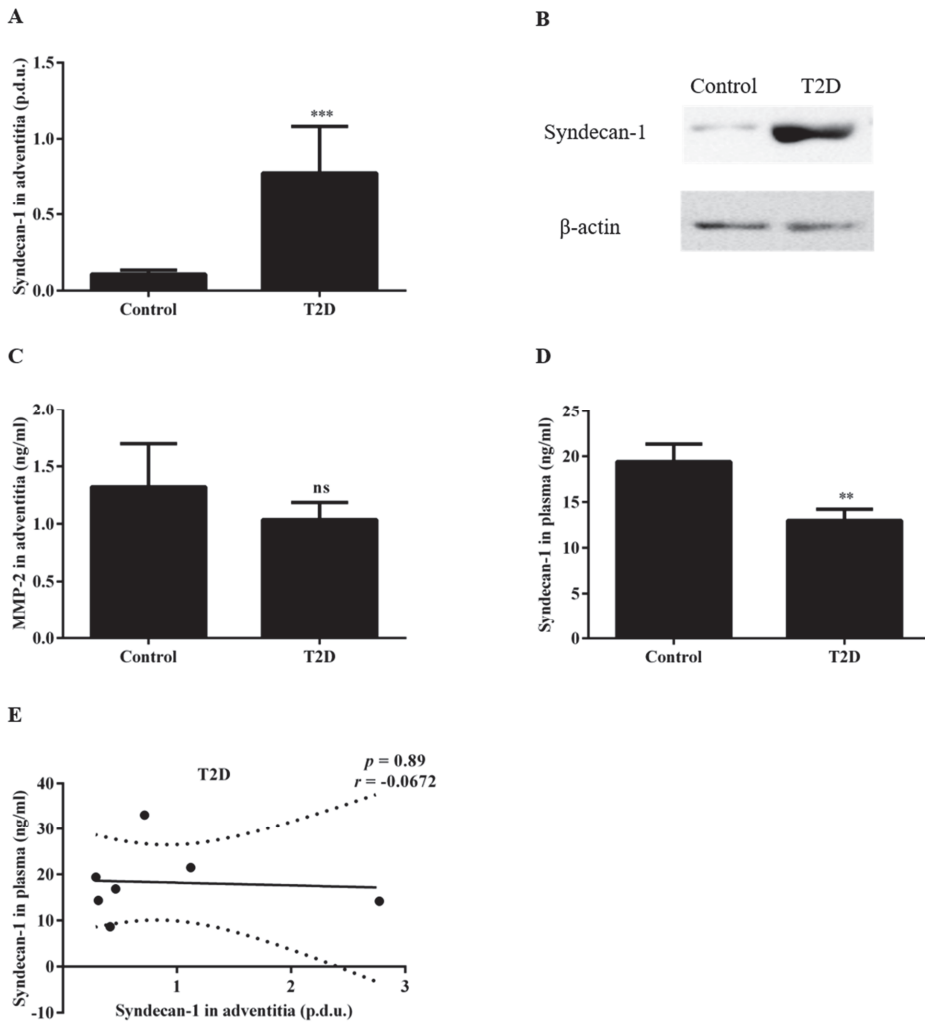 A
Syndecan-1 in adventitia (p.d.u.)
1.5
1.0
0.5
0.0
***
Control
T2D
B
Control
T2D
Syndecan-1
β-actin
C
MMP-2 in adventitia (ng/ml)
2.0
1.5
1.0
0.5
0.0
ns
Control
T2D
D
Syndecan-1 in plasma (ng/ml)
25
20
15
10
5
0
**
Control
T2D
E
T2D
p = 0.89
r = -0.0672
Syndecan-1 in plasma (ng/ml)
40
30
20
10
0
-10
1
2
3
Syndecan-1 in adventitia (p.d.u.)